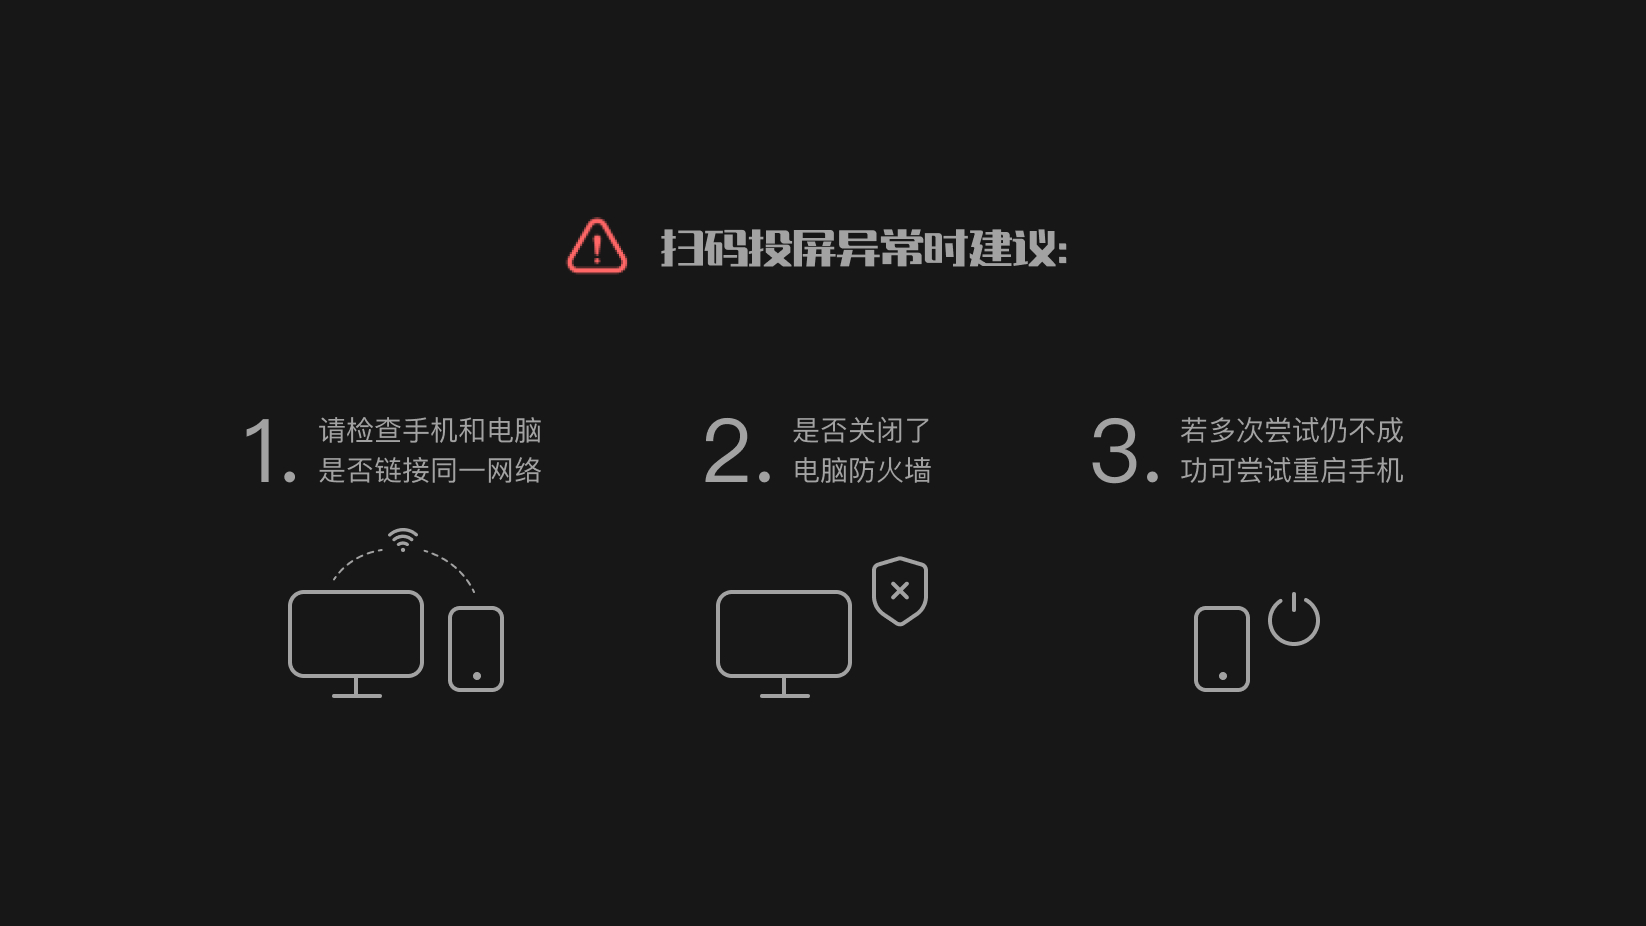 扫码投屏异常时建议:
1. 请检查手机和电脑
是否链接同一网络
2. 是否关闭了
电脑防火墙
3. 若多次尝试仍不成
功可尝试重启手机